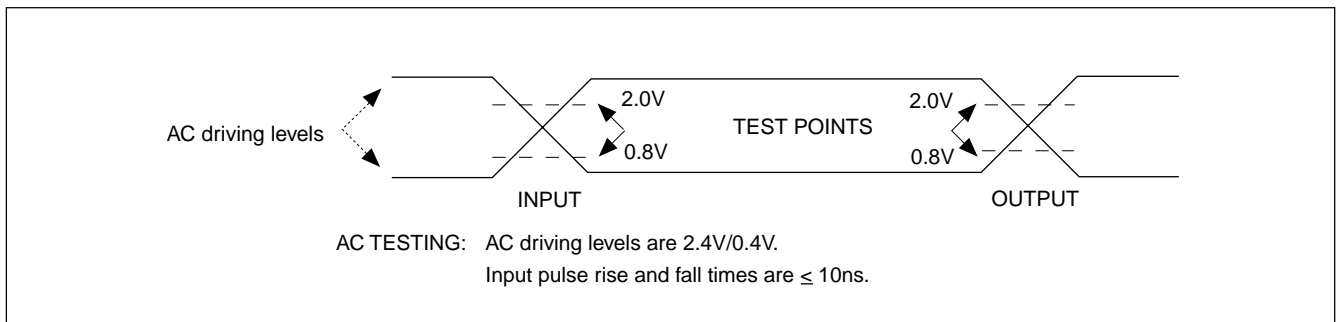 2.0V 2.0V
AC driving levels TEST POINTS
0.8V 0.8V
INPUT OUTPUT
AC TESTING: AC driving levels are 2.4V/0.4V.
Input pulse rise and fall times are ≤ 10ns.